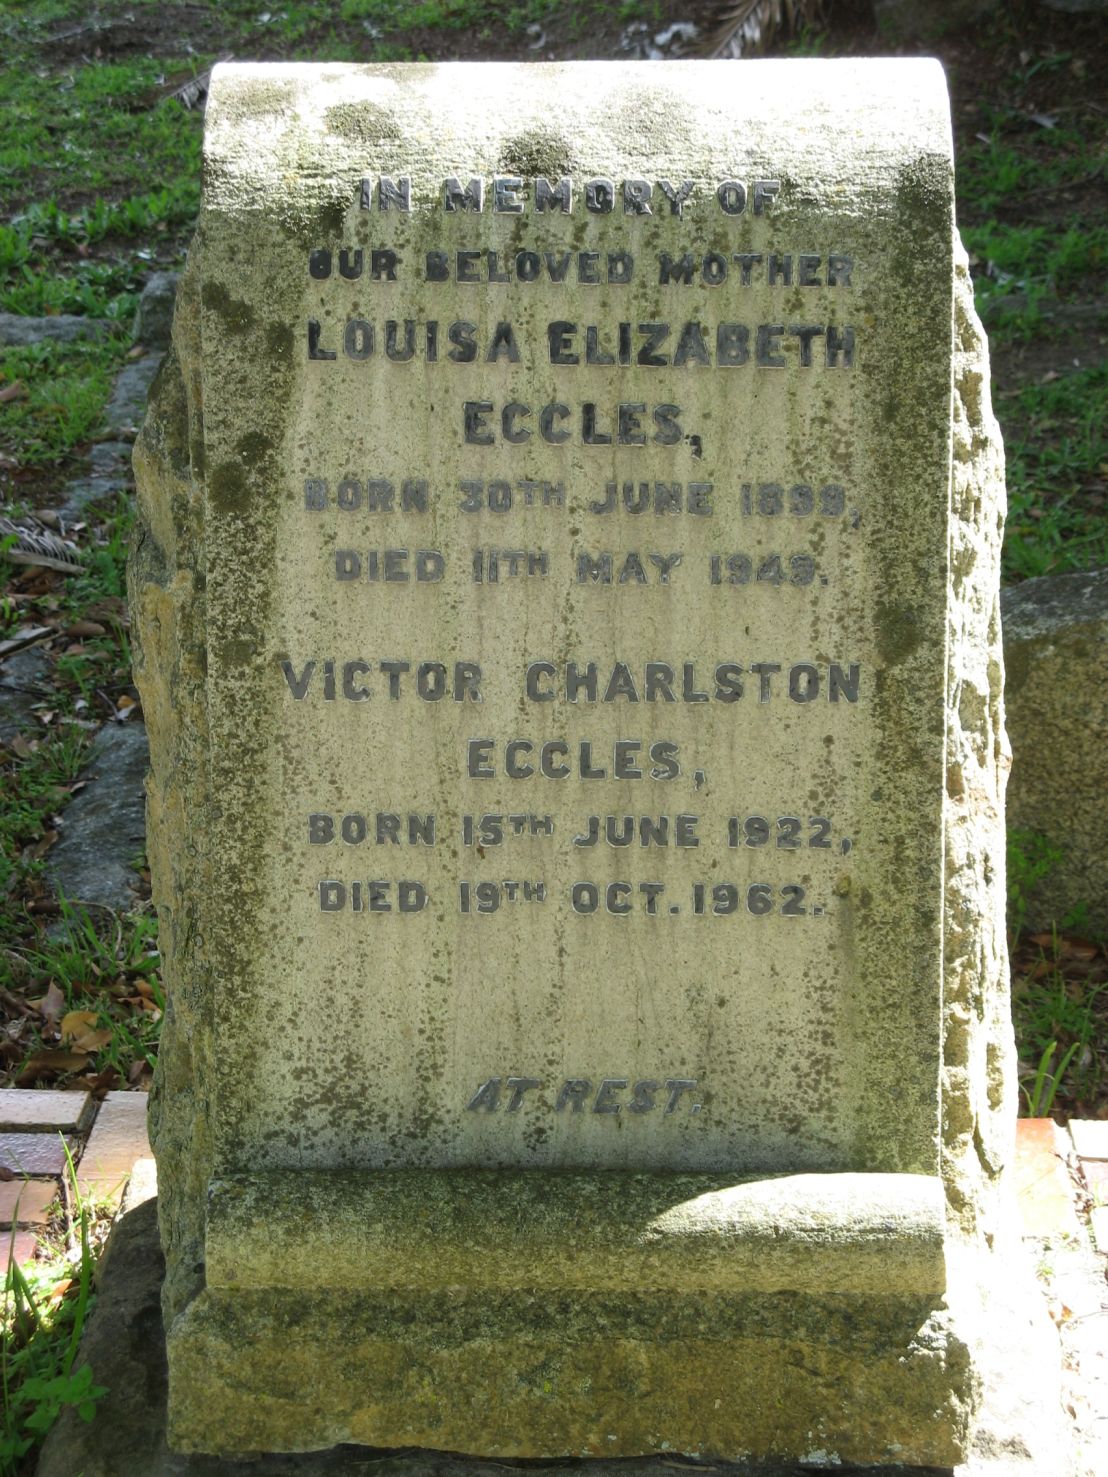 IN MEMORY OF
OUR BELOVED MOTHER
LOUISA ELIZABETH
ECCLES,
BORN 30TH JUNE 1899,
DIED 11TH MAY 1949.
VICTOR CHARLSTON
ECCLES,
BORN 15TH JUNE 1922,
DIED 19TH OCT. 1962.
AT REST.